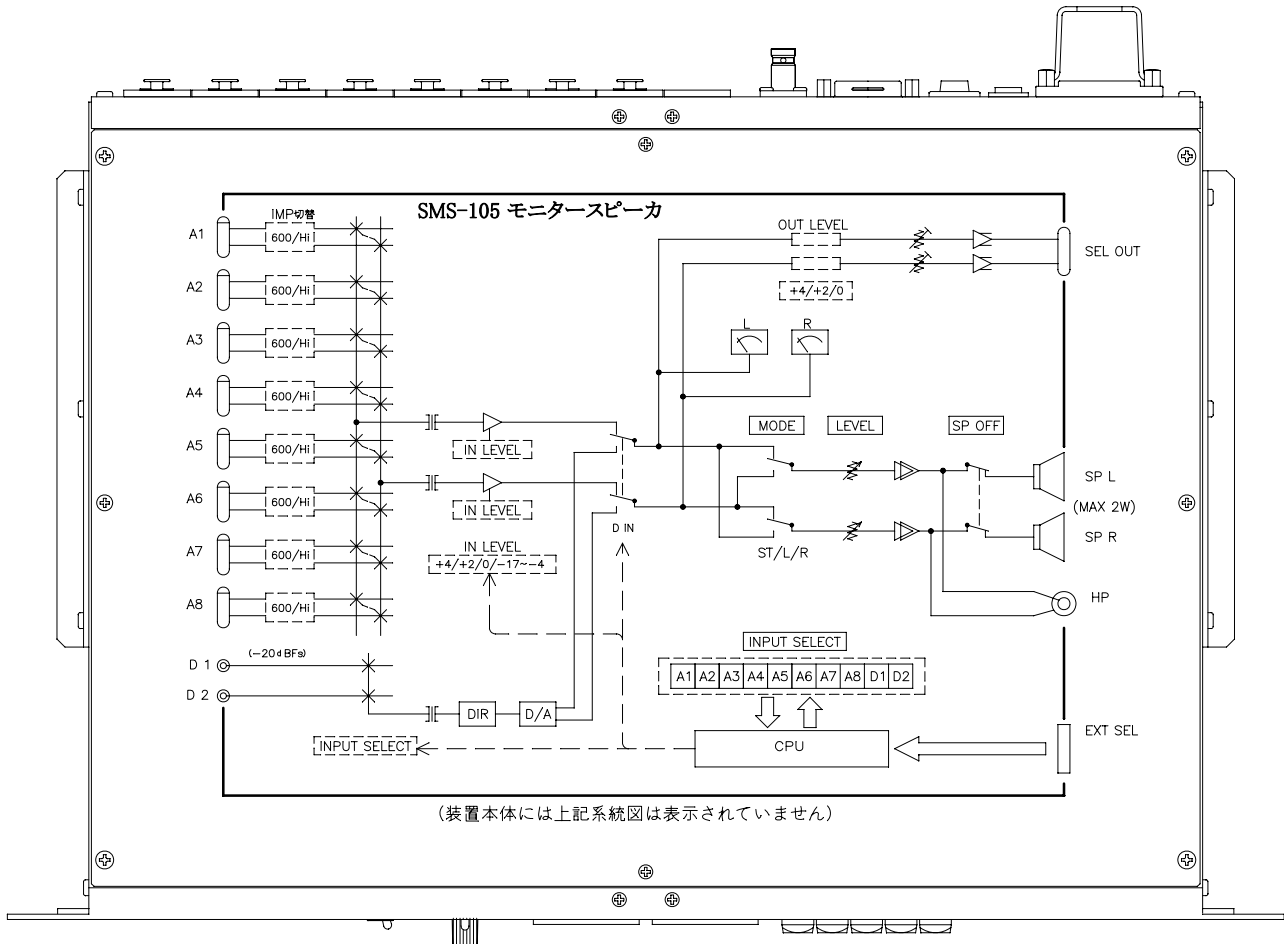 SMS-105 モニタースピーカ
IMP切替
A1 600/Hi
A2 600/Hi
A3 600/Hi
A4 600/Hi
A5 600/Hi
A6 600/Hi
A7 600/Hi
A8 600/Hi
D 1 (-20dBFs)
D 2
OUT LEVEL
+4/+2/0
SEL OUT
L R
IN LEVEL
IN LEVEL
IN LEVEL
+4/+2/0/-17~-4
D IN
MODE LEVEL SP OFF
ST/L/R
SP L
(MAX 2W)
SP R
HP
INPUT SELECT
A1 A2 A3 A4 A5 A6 A7 A8 D1 D2
DIR D/A
INPUT SELECT
CPU
EXT SEL
(装置本体には上記系統図は表示されていません)